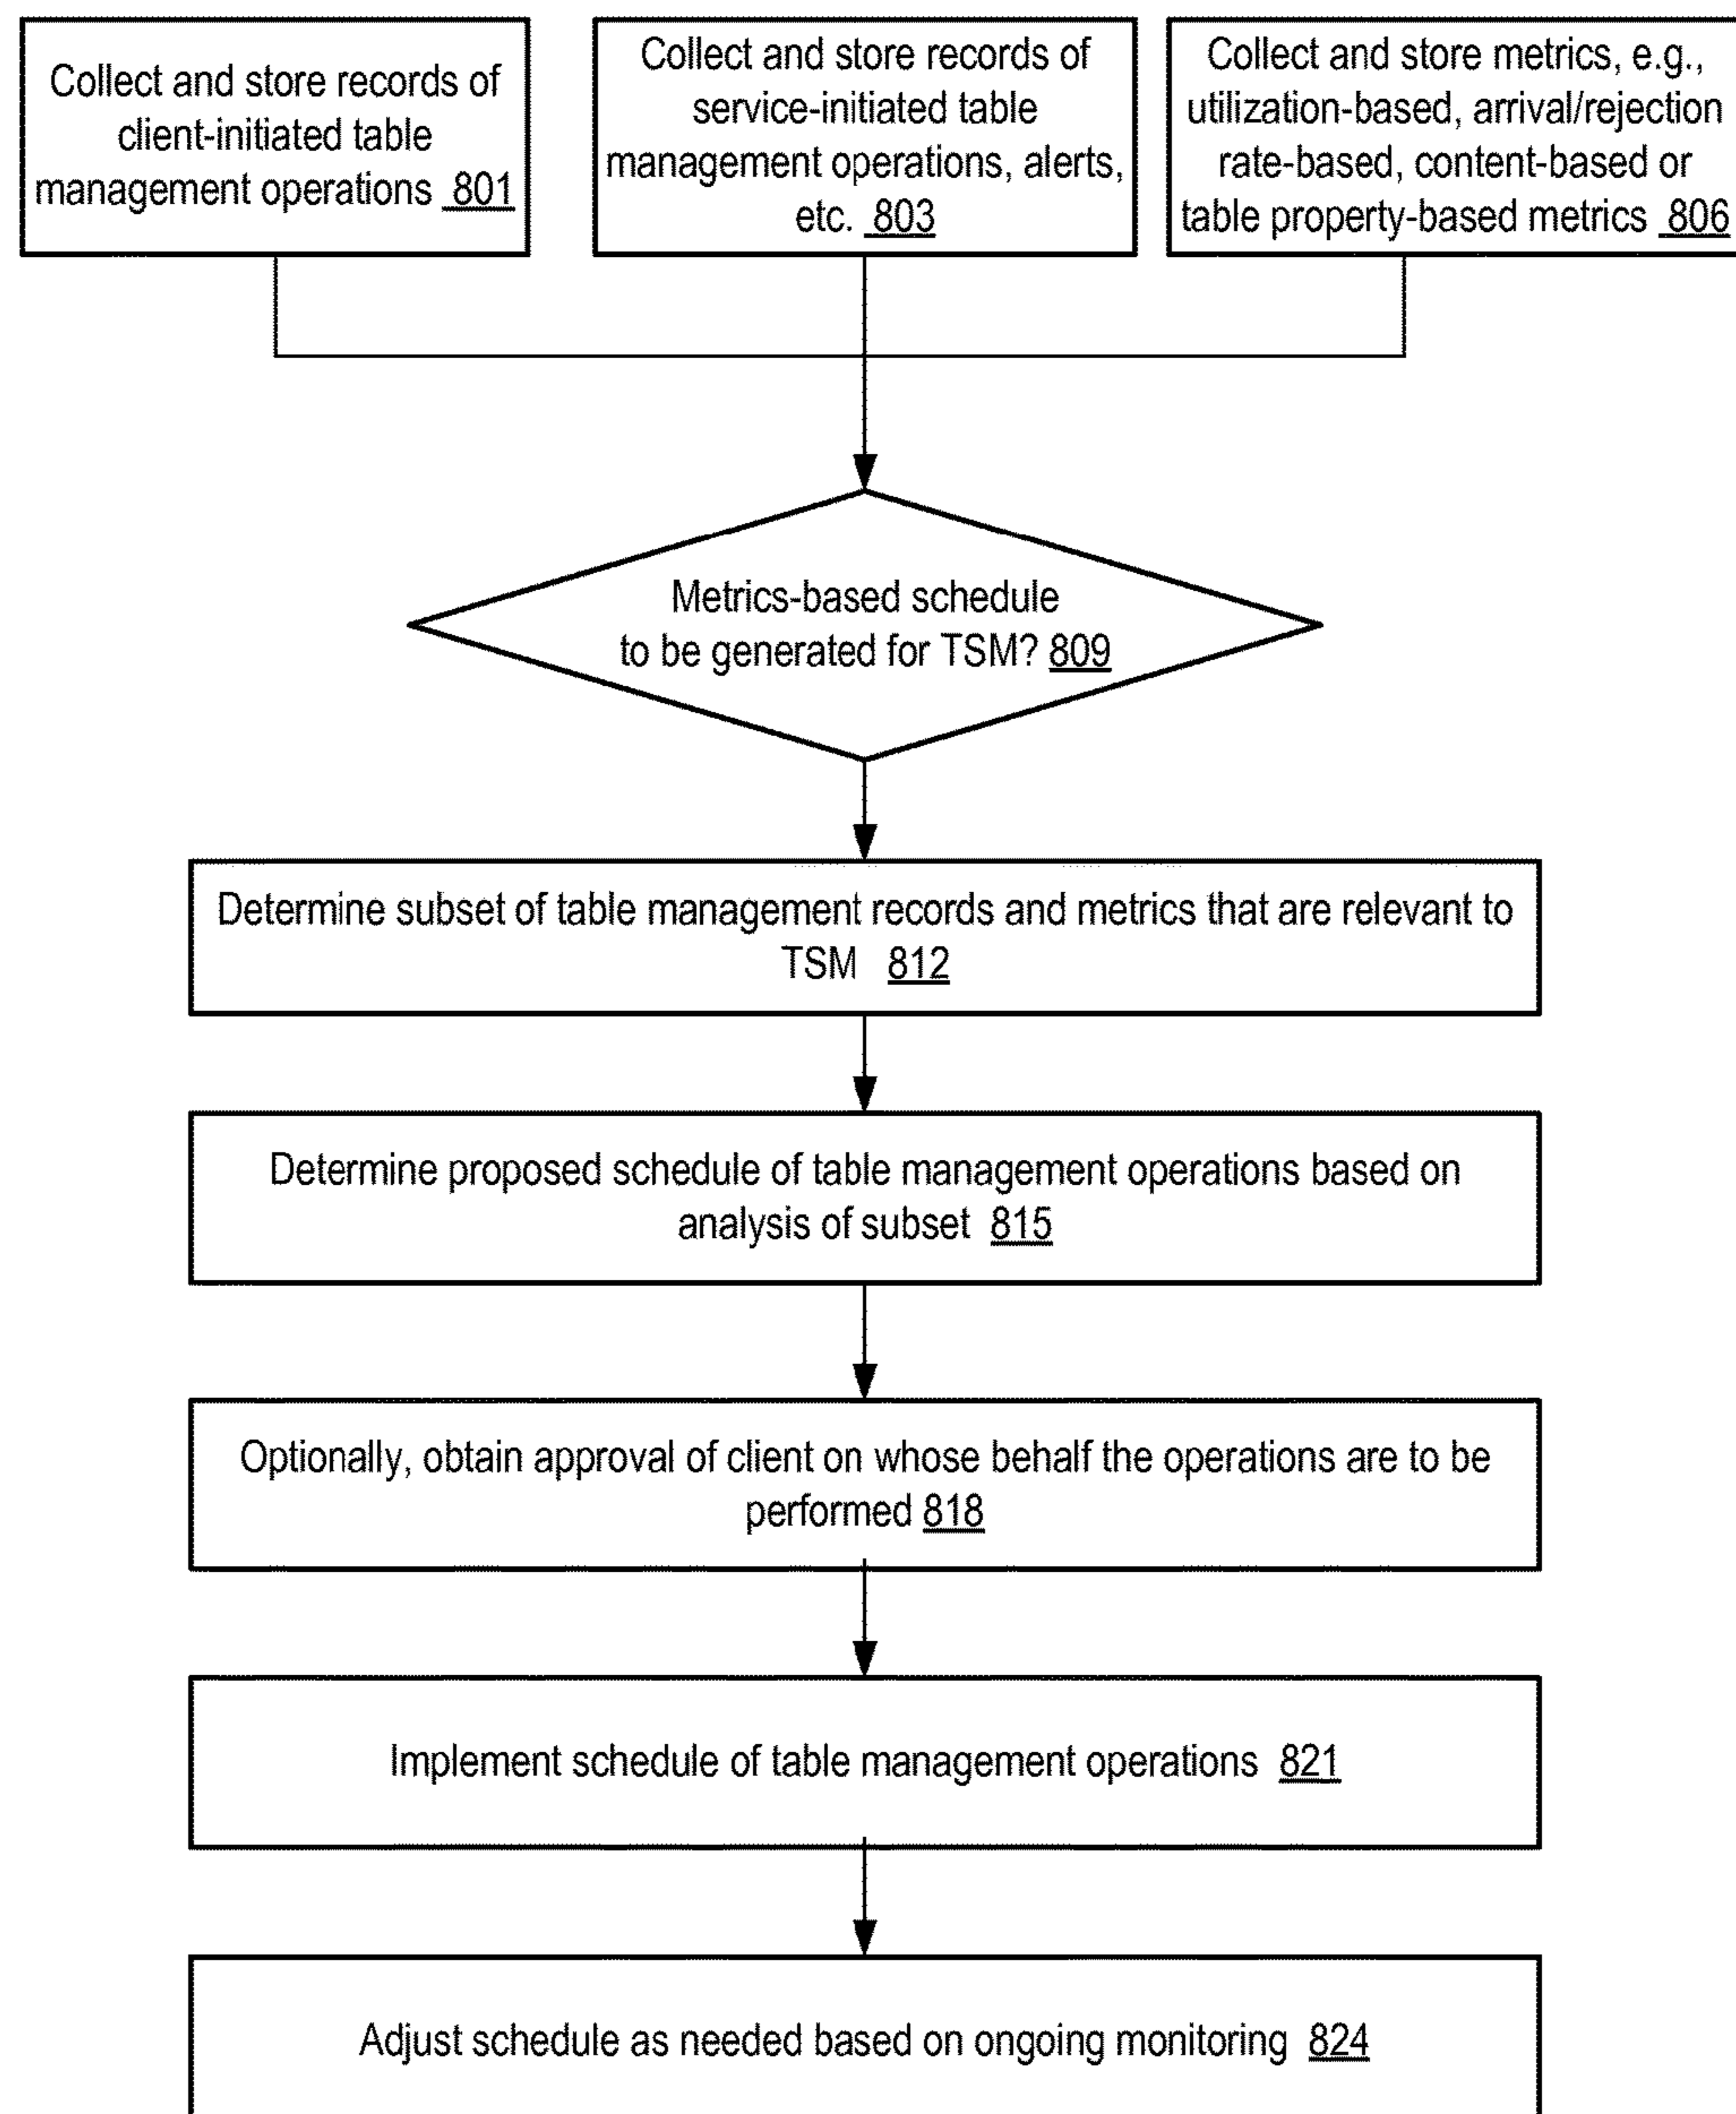 Collect and store records of
client-initiated table
management operations 801
Collect and store records of
service-initiated table
management operations, alerts,
etc. 803
Collect and store metrics, e.g.,
utilization-based, arrival/rejection
rate-based, content-based or
table property-based metrics 806
Metrics-based schedule
to be generated for TSM? 809
Determine subset of table management records and metrics that are relevant to
TSM 812
Determine proposed schedule of table management operations based on
analysis of subset 815
Optionally, obtain approval of client on whose behalf the operations are to be
performed 818
Implement schedule of table management operations 821
Adjust schedule as needed based on ongoing monitoring 824